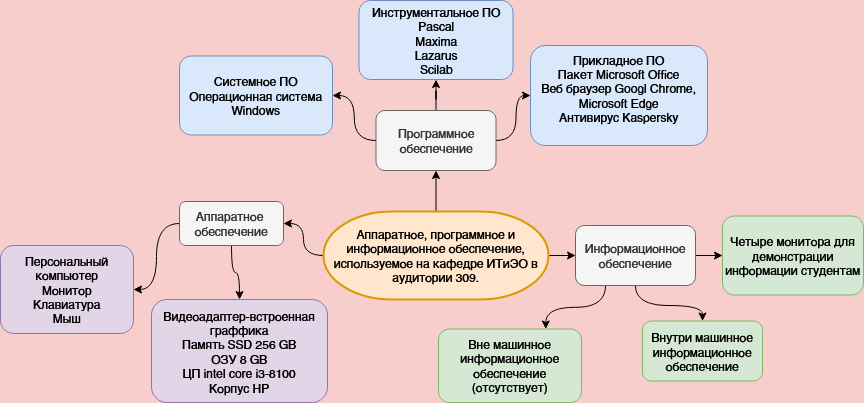 Инструментальное ПО
Pascal
Maxima
Lazarus
Scilab
Системное ПО
Операционная система
Windows
Прикладное ПО
Пакет Microsoft Office
Веб браузер Googl Chrome,
Microsoft Edge
Антивирус Kaspersky
Программное
обеспечение
Аппаратное
обеспечение
Аппаратное, программное и
информационное обеспечение,
используемое на кафедре ИТиЭО в
аудитории 309.
Информационное
обеспечение
Четыре монитора для
демонстрации
информации студентам
Персональный
компьютер
Монитор
Клавиатура
Мыш
Видеоадаптер-встроенная
граффика
Память SSD 256 GB
ОЗУ 8 GB
ЦП intel core i3-8100
Корпус HP
Вне машинное
информационное
обеспечение
(отсутствует)
Внутри машинное
информационное
обеспечение